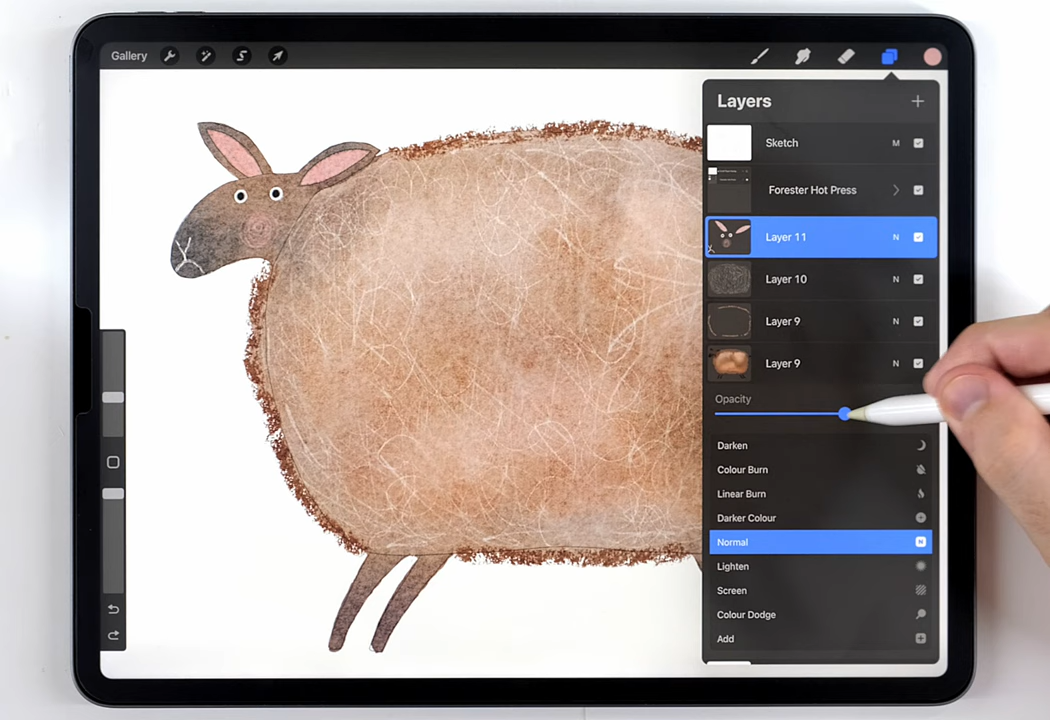 Gallery
Layers
Sketch M
Forester Hot Press
Layer 11 N
Layer 10 N
Layer 9 N
Layer 9 N
Opacity
Darken
Colour Burn
Linear Burn
Darker Colour
Normal N
Lighten
Screen
Colour Dodge
Add